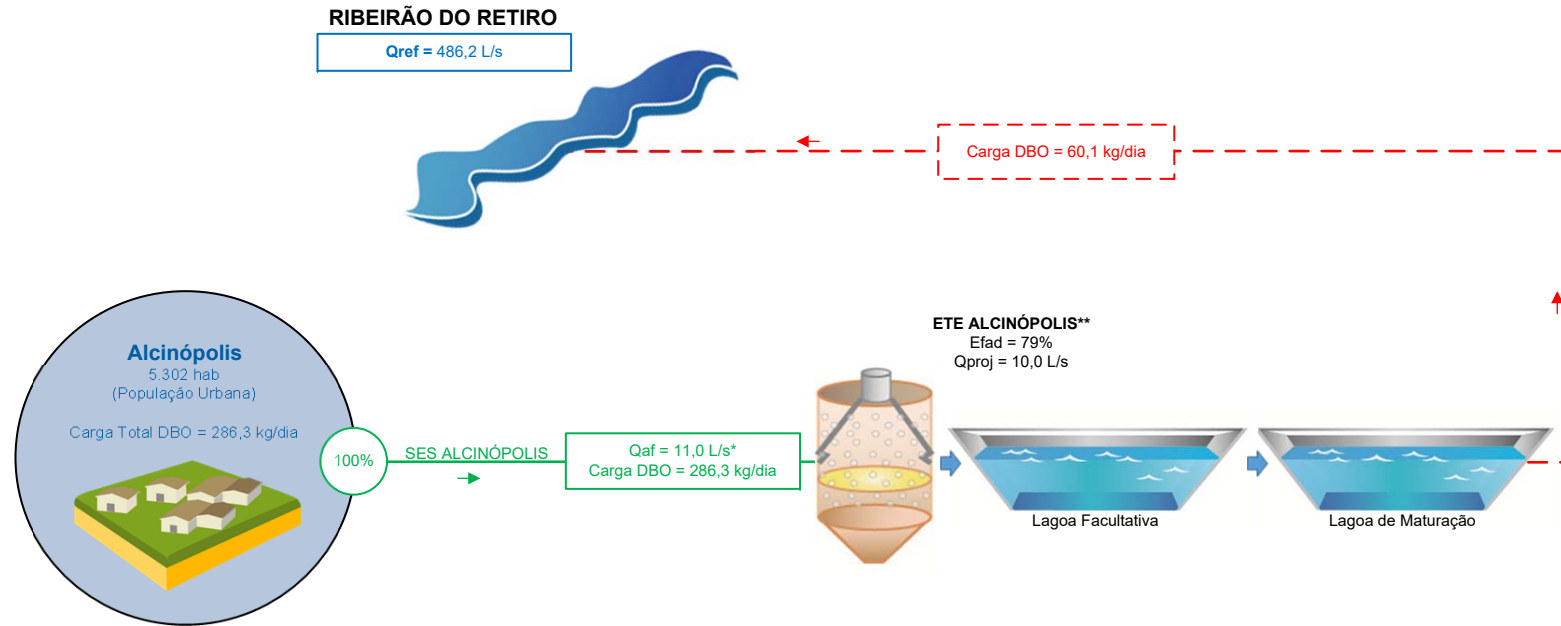 RIBEIRÃO DO RETIRO
Qref = 486,2 L/s
Carga DBO = 60,1 kg/dia
Alcinópolis
5.302 hab
(População Urbana)
Carga Total DBO = 286,3 kg/dia
100%
SES ALCINÓPOLIS
Qaf = 11,0 L/s*
Carga DBO = 286,3 kg/dia
ETE ALCINÓPOLIS**
Efad = 79%
Qproj = 10,0 L/s
Lagoa Facultativa
Lagoa de Maturação